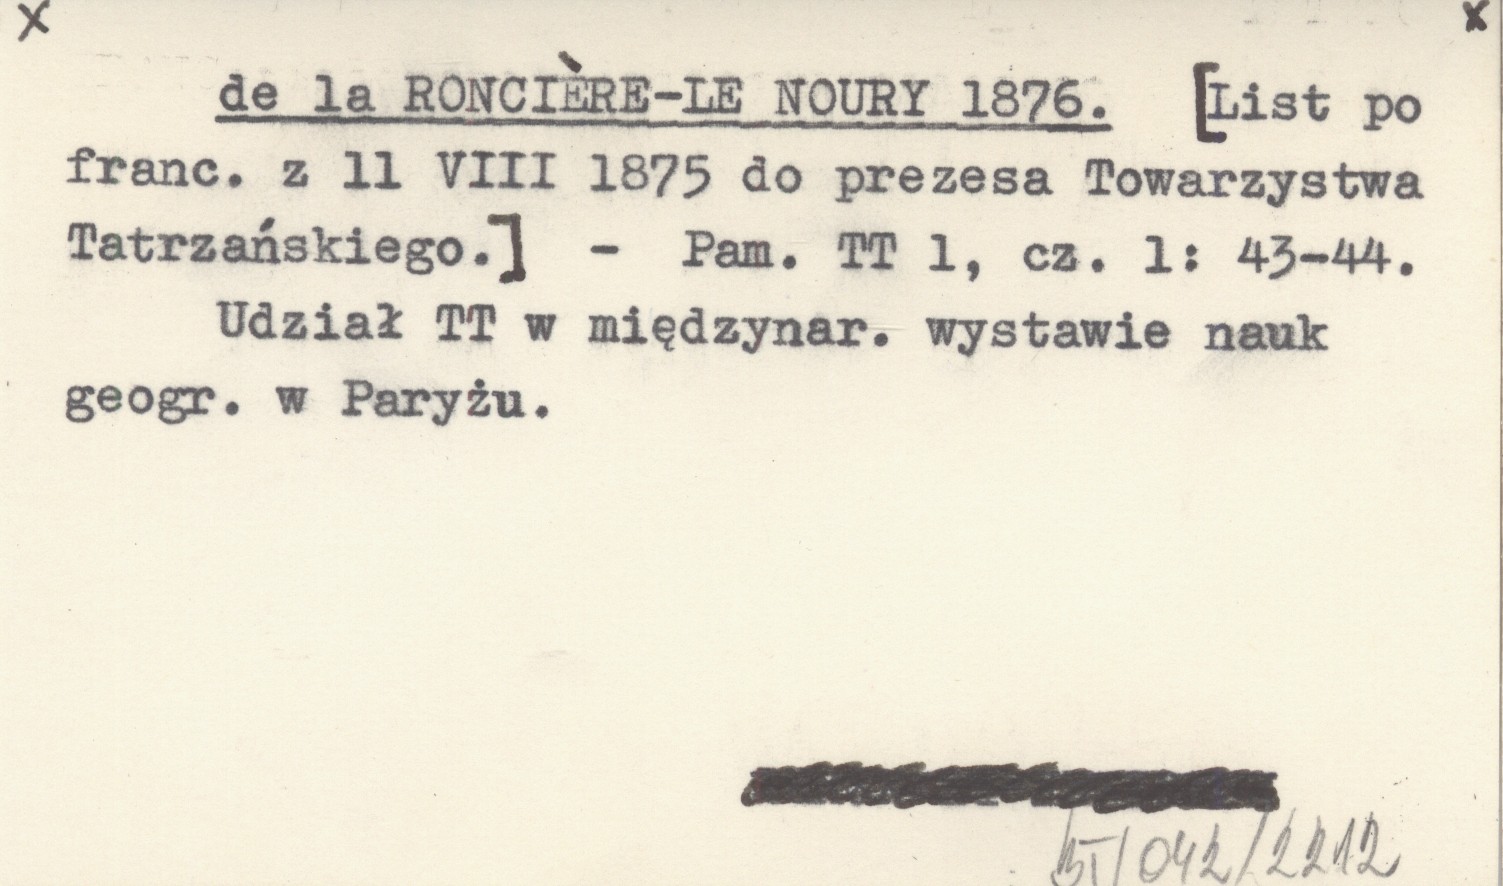 x x
de la RONCIÈRE-LE NOURY 1876. [List po
franc. z 11 VIII 1875 do prezesa Towarzystwa
Tatrzańskiego.] - Pam. TT 1, cz. 1: 43-44.
Udział TT w międzynar. wystawie nauk
geogr. w Paryżu.
/042/2212